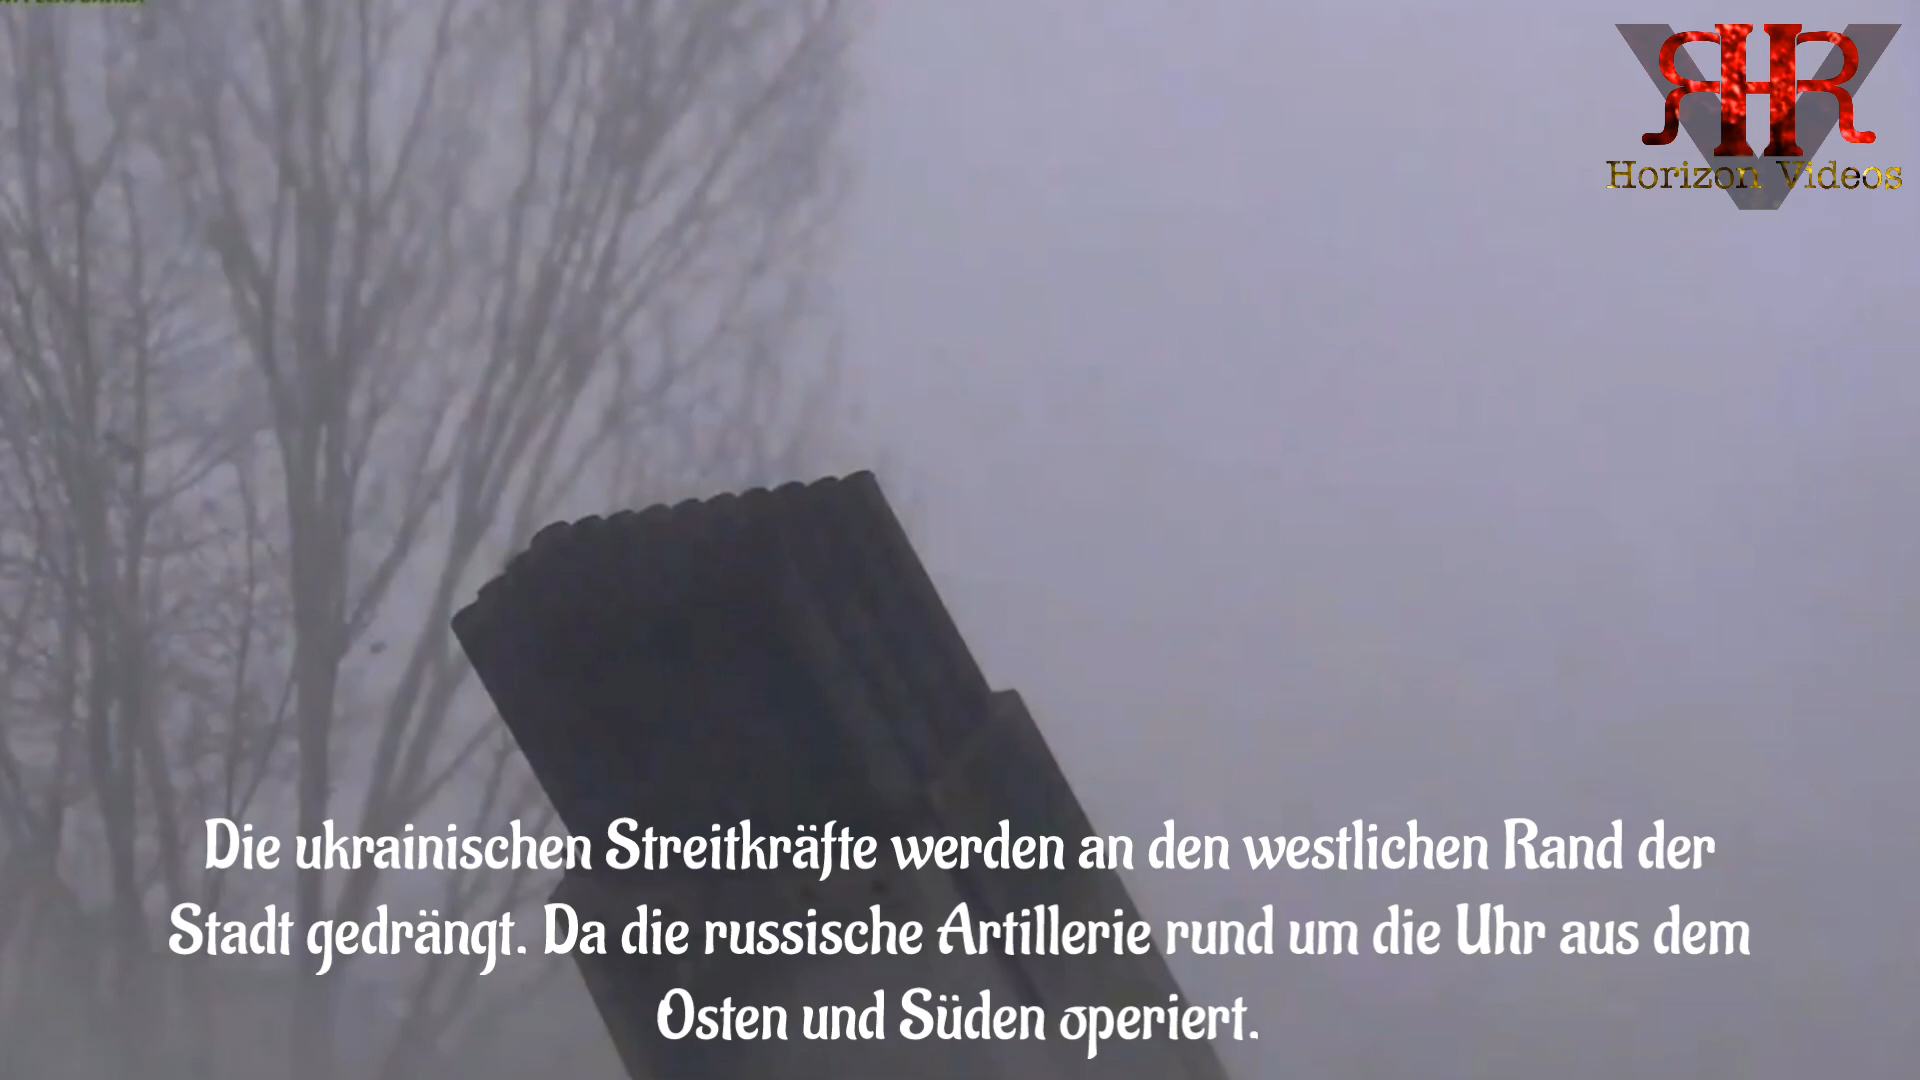 Horizon Videos
Die ukrainischen Streitkräfte werden an den westlichen Rand der
Stadt gedrängt. Da die russische Artillerie rund um die Uhr aus dem
Osten und Süden operiert.